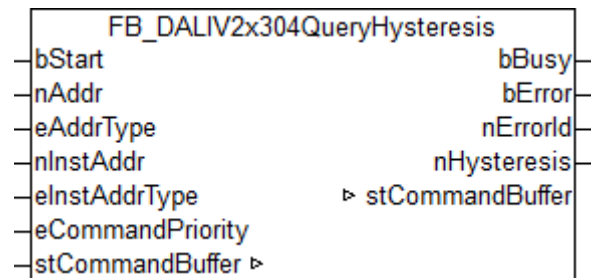 FB_DALIV2x304QueryHysteresis
bStart bBusy
nAddr bError
eAddrType nErrorId
nInstAddr nHysteresis
eInstAddrType ▹ stCommandBuffer
eCommandPriority
stCommandBuffer ▹